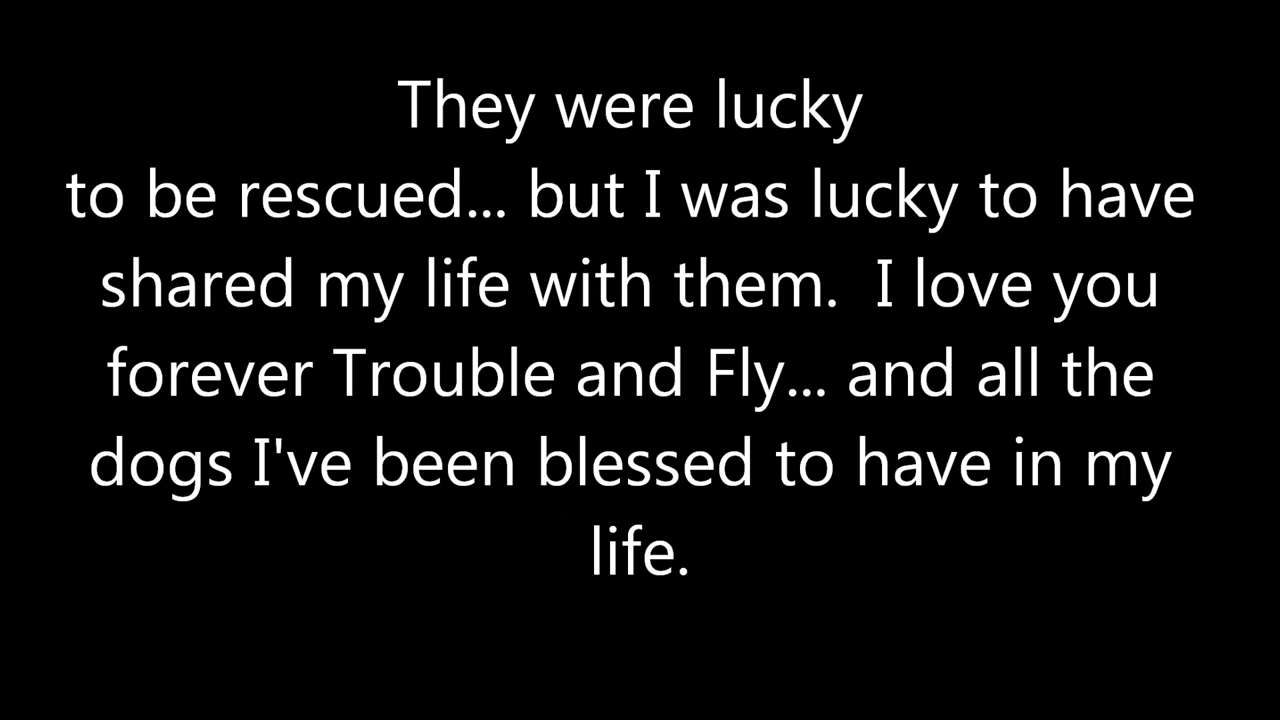 They were lucky
to be rescued... but I was lucky to have
shared my life with them.  I love you
forever Trouble and Fly... and all the
dogs I've been blessed to have in my
life.